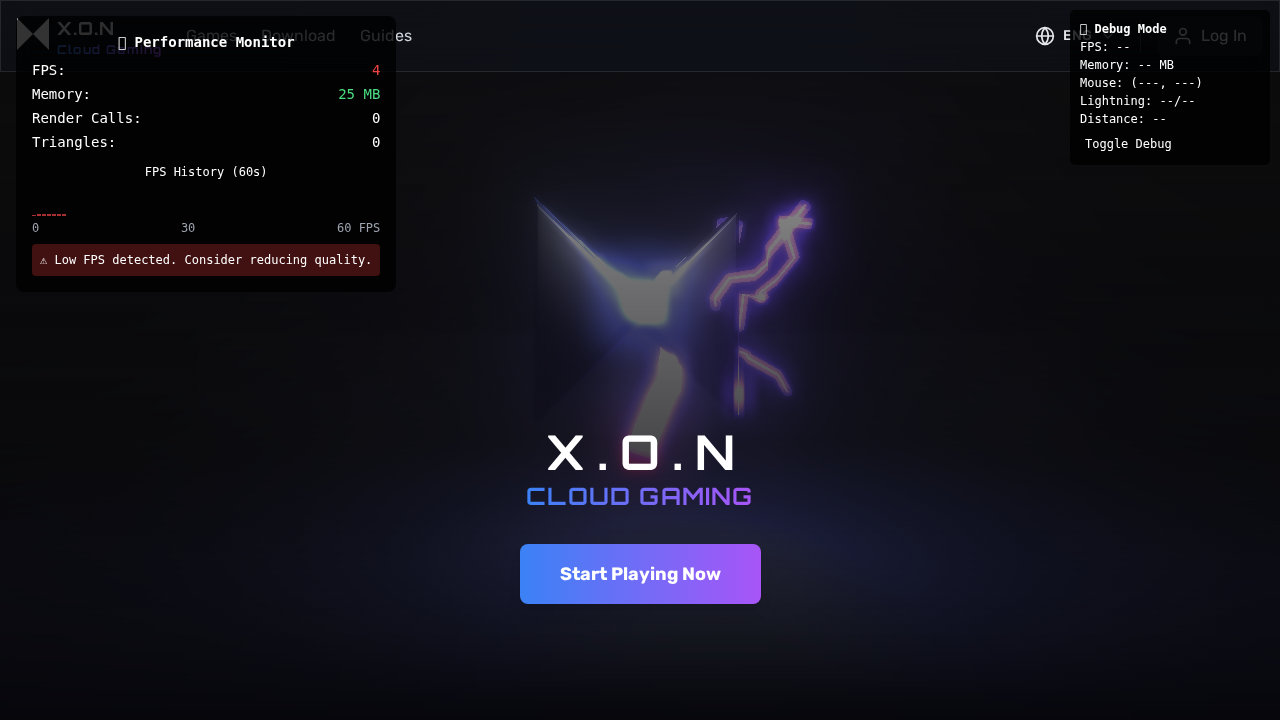 X.O.N
Cloud Gaming
Games
Download
Guides
ENG
Log In
Performance Monitor
FPS: 4
Memory: 25 MB
Render Calls: 0
Triangles: 0
FPS History (60s)
0 30 60 FPS
⚠ Low FPS detected. Consider reducing quality.
Debug Mode
FPS: --
Memory: -- MB
Mouse: (---, ---)
Lightning: --/--
Distance: --
Toggle Debug
X.O.N
CLOUD GAMING
Start Playing Now